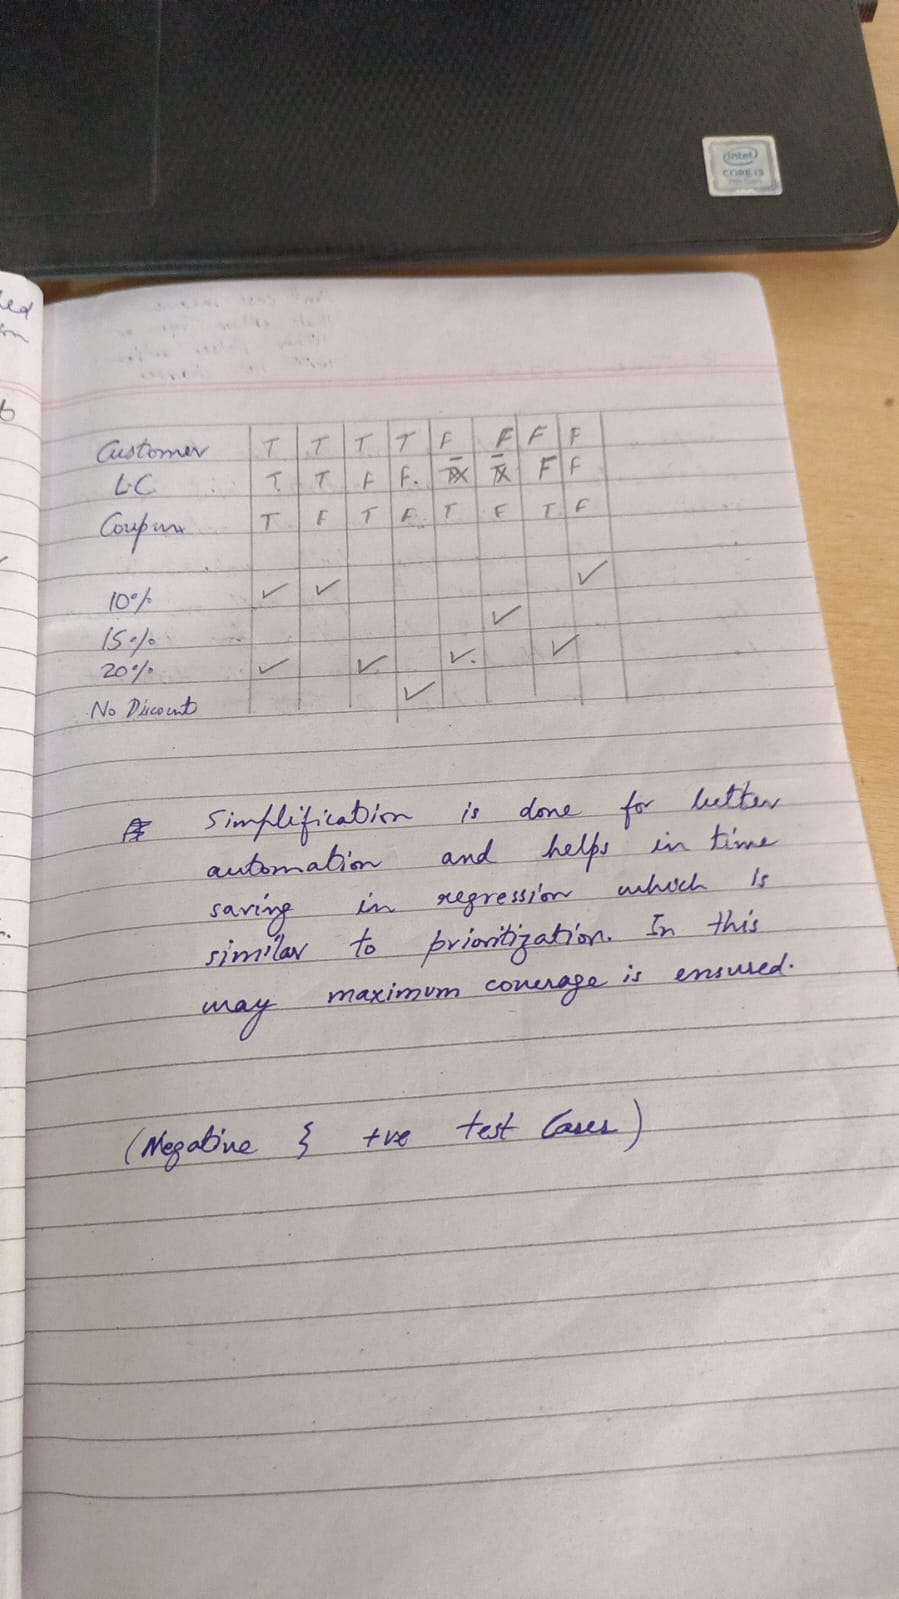 intel
CORE i3
Customer T T T T F F F F
L.C T T F F. T T F F
Coupon T F T F T F T F
10% ✓ ✓ ✓
15% ✓
20% ✓ ✓ ✓ ✓
No Discount ✓
Simplification is done for better
automation and helps in time
saving in regression which is
similar to prioritization. In this
way maximum coverage is ensured.
(Negative & +ve test Cases)